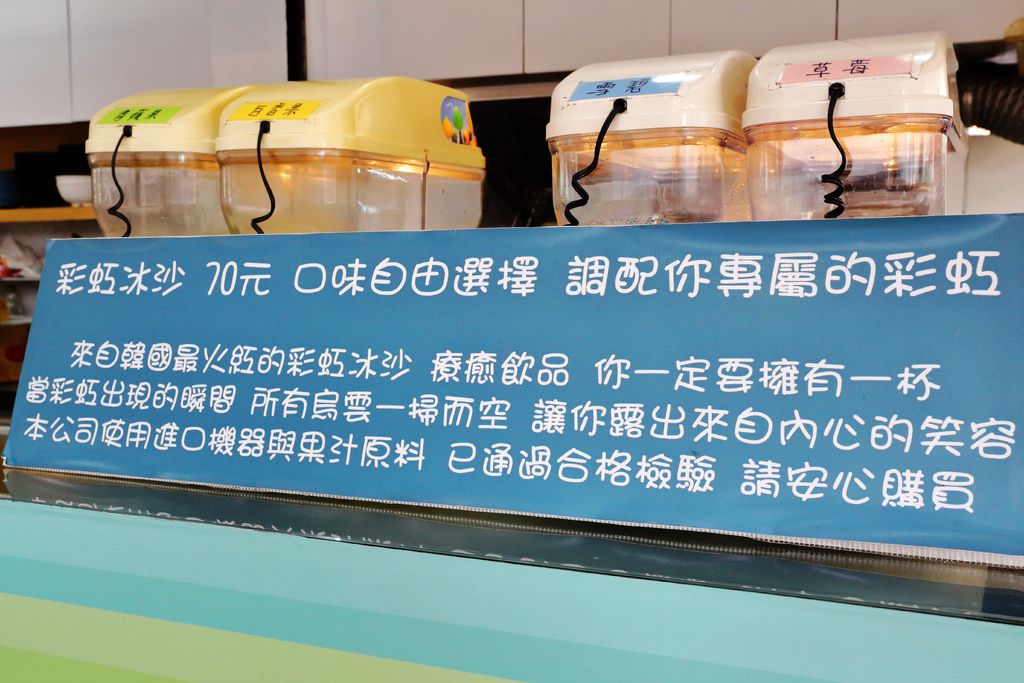 青蘋果
百香果
雪碧
草莓
彩虹冰沙 70元 口味自由選擇 調配你專屬的彩虹
來自韓國最火紅的彩虹冰沙 療癒飲品 你一定要擁有一杯
當彩虹出現的瞬間 所有烏雲一掃而空 讓你露出來自內心的笑容
本公司使用進口機器與果汁原料 已通過合格檢驗 請安心購買